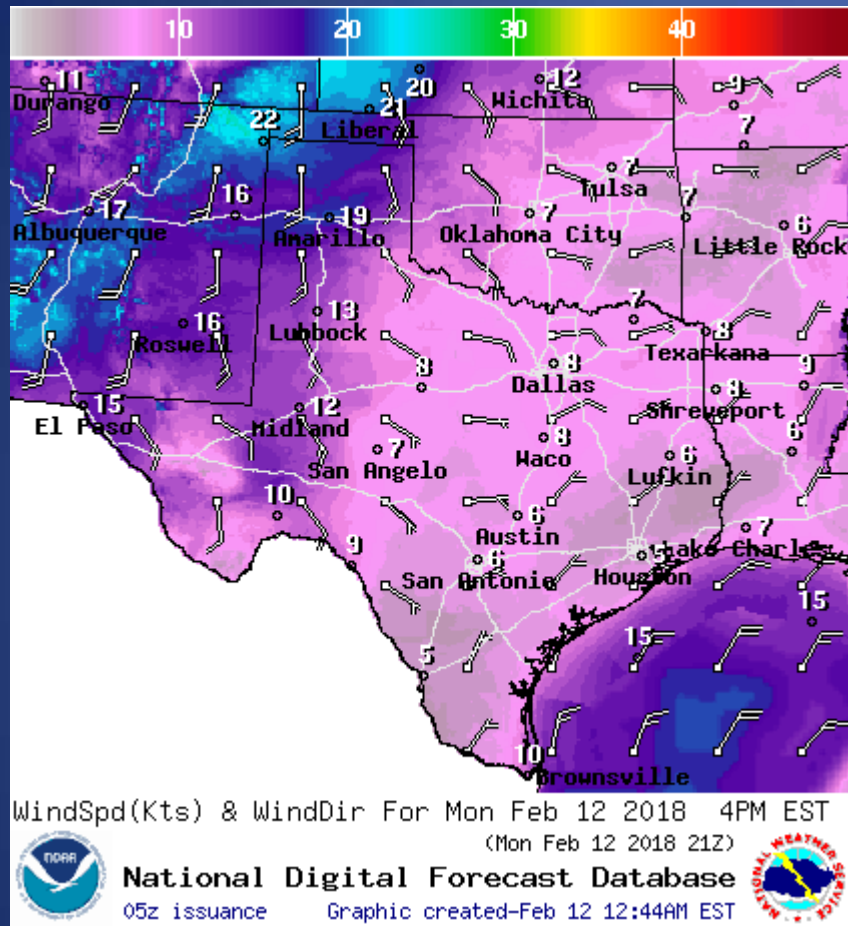 10 20 30 40
11 20 12 9
Durango Wichita
22 21 7
Liberal
7
Tulsa
17 16 19 7 7 6
Albuquerque Amarillo Oklahoma City Little Rock
16 13 7 8
Roswell Lubbock Texarkana
8 8 9
Dallas
15 12 8
El Paso Midland Shreveport
7 8 6 6
San Angelo Waco Lufkin
10 6 7
Austin
9 6 5 Lake Charles
San Antonio Houston
15
15
5
10
Brownsville
WindSpd(Kts) & WindDir For Mon Feb 12 2018 4PM EST
(Mon Feb 12 2018 21Z)
NOAA
National Digital Forecast Database
05z issuance Graphic created-Feb 12 12:44AM EST
NATIONAL WEATHER SERVICE